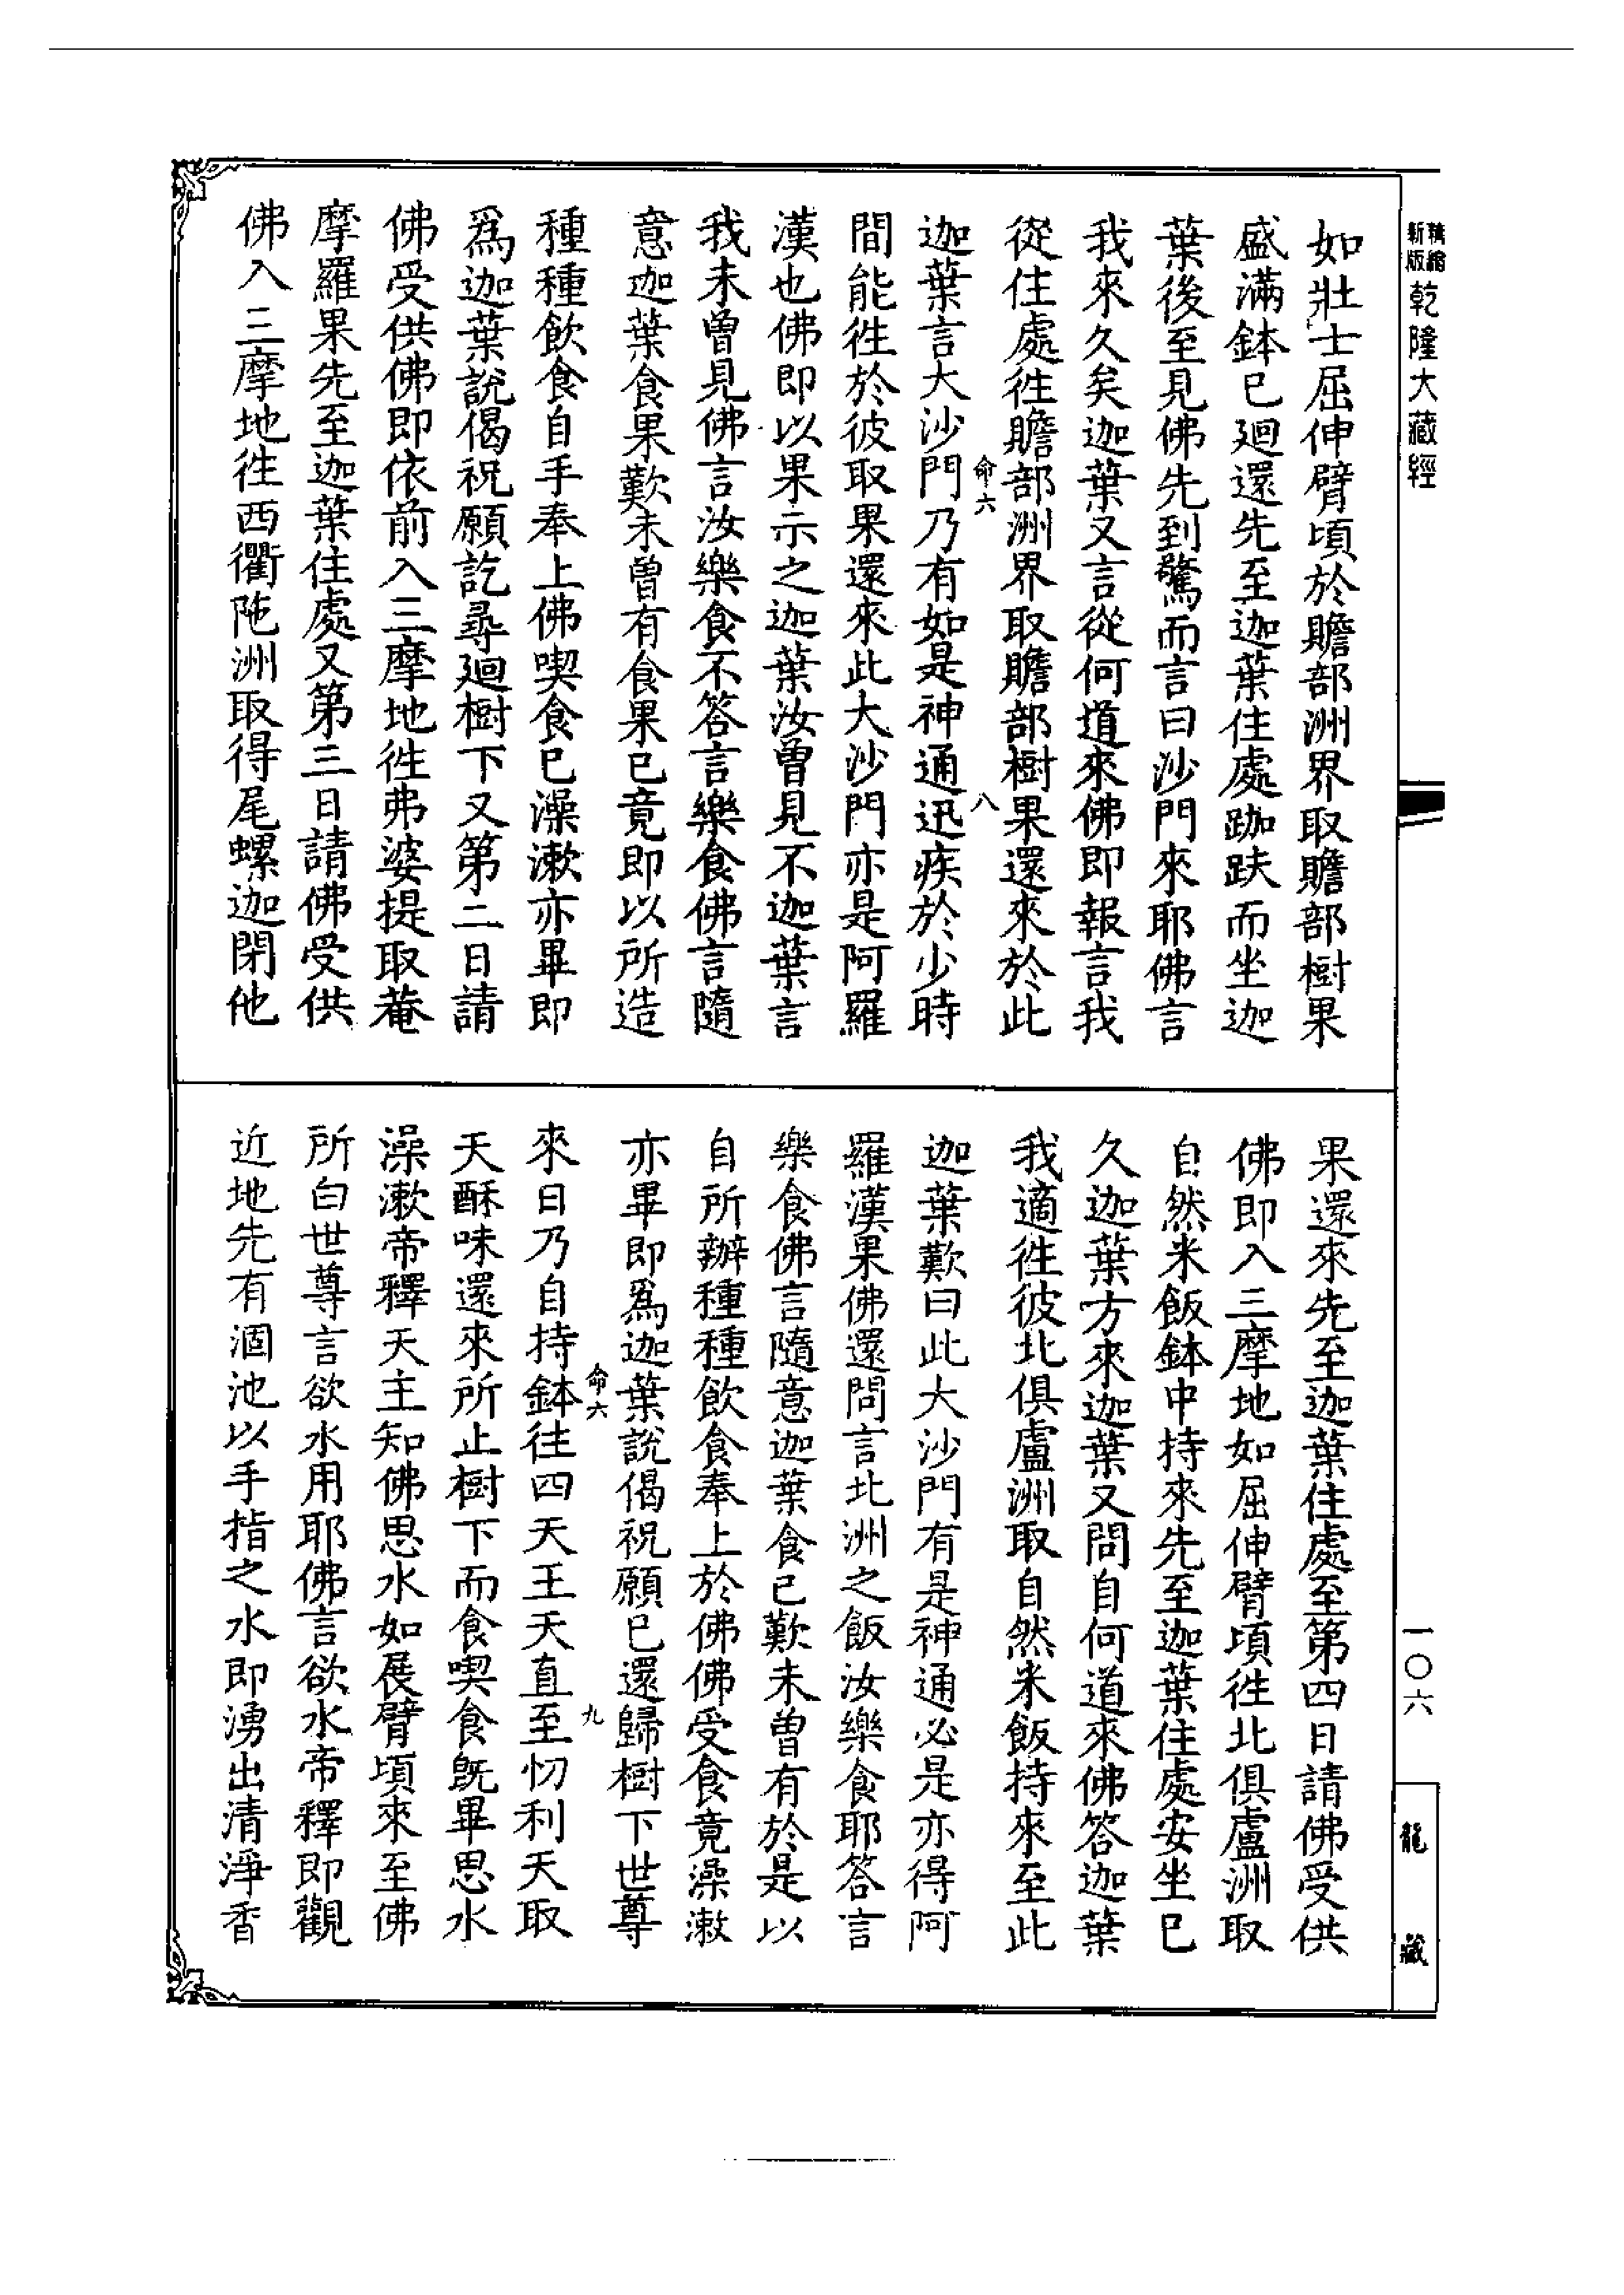 精縮新版乾隆大藏經
如壯士屈伸臂頃於贍部洲界取贍部樹果
盛滿鉢已廻還先至迦葉住處跏趺而坐迦
葉後至見佛先到驚而言曰沙門來耶佛言
我來久矣迦葉又言從何道來佛即報言我
從住處徃贍部洲界取贍部樹果還來於此
命六 八
迦葉言大沙門乃有如是神通迅疾於少時
間能徃於彼取果還來此大沙門亦是阿羅
漢也佛即以果示之迦葉汝曾見不迦葉言
我未曾見佛言汝樂食不答言樂食佛言隨
意迦葉食果歎未曾有食果已竟即以所造
種種飲食自手奉上佛喫食已澡漱亦畢即
爲迦葉說偈祝願訖尋廻樹下又第二日請
佛受供佛即依前入三摩地徃弗婆提取菴
摩羅果先至迦葉住處又第三日請佛受供
佛入三摩地徃西衢陁洲取得尾螺迦閉他
果還來先至迦葉住處至第四日請佛受供
佛即入三摩地如屈伸臂頃徃北俱盧洲取
自然米飯鉢中持來先至迦葉住處安坐已
久迦葉方來迦葉又問自何道來佛答迦葉
我適徃彼北俱盧洲取自然米飯持來至此
迦葉歎曰此大沙門有是神通必是亦得阿
羅漢果佛還問言北洲之飯汝樂食耶答言
樂食佛言隨意迦葉食已歎未曾有於是以
自所辦種種飲食奉上於佛佛受食竟澡漱
亦畢即爲迦葉說偈祝願已還歸樹下世尊
命六 九
來日乃自持鉢往四天王天直至忉利天取
天酥味還來所止樹下而食喫食旣畢思水
澡漱帝釋天主知佛思水如展臂頃來至佛
所白世尊言欲水用耶佛言欲水帝釋即觀
近地先有涸池以手指之水即湧出清淨香
一〇六
龍藏